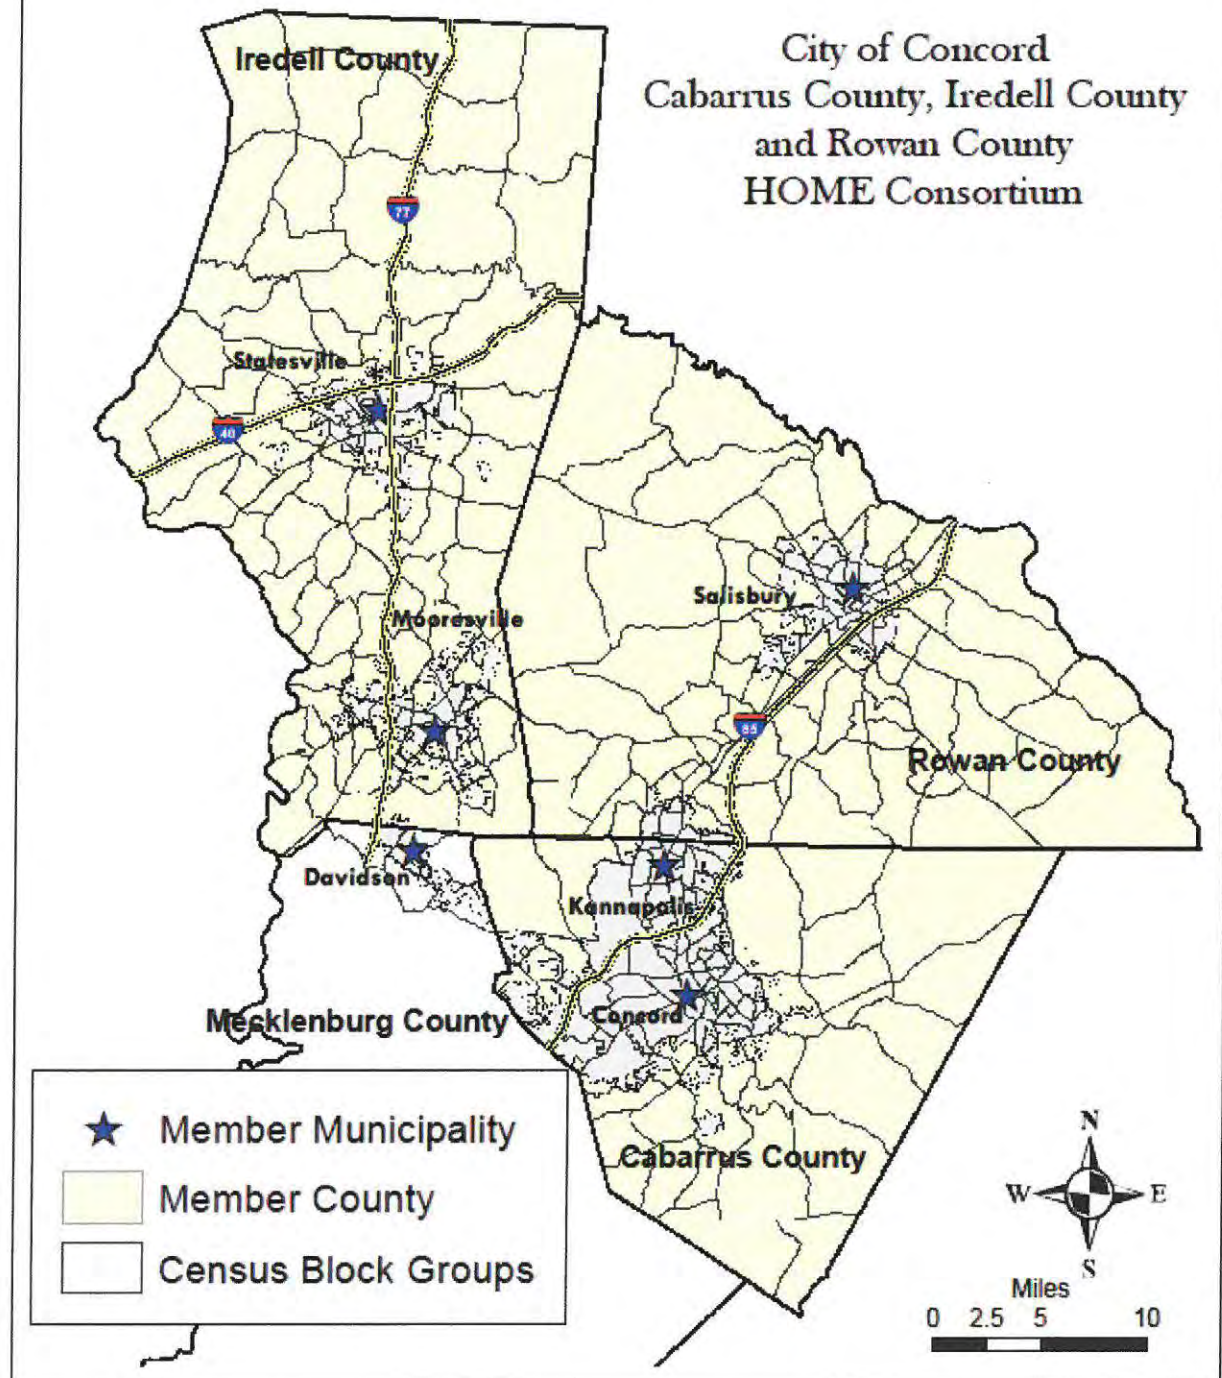 City of Concord
Cabarrus County, Iredell County
and Rowan County
HOME Consortium
Iredell County
77
Statesville
40
Salisbury
Mooresville
85
Rowan County
Davidson
Kannapolis
Mecklenburg County
Concord
Cabarrus County
Member Municipality
Member County
Census Block Groups
N
W E
S
Miles
0 2.5 5 10